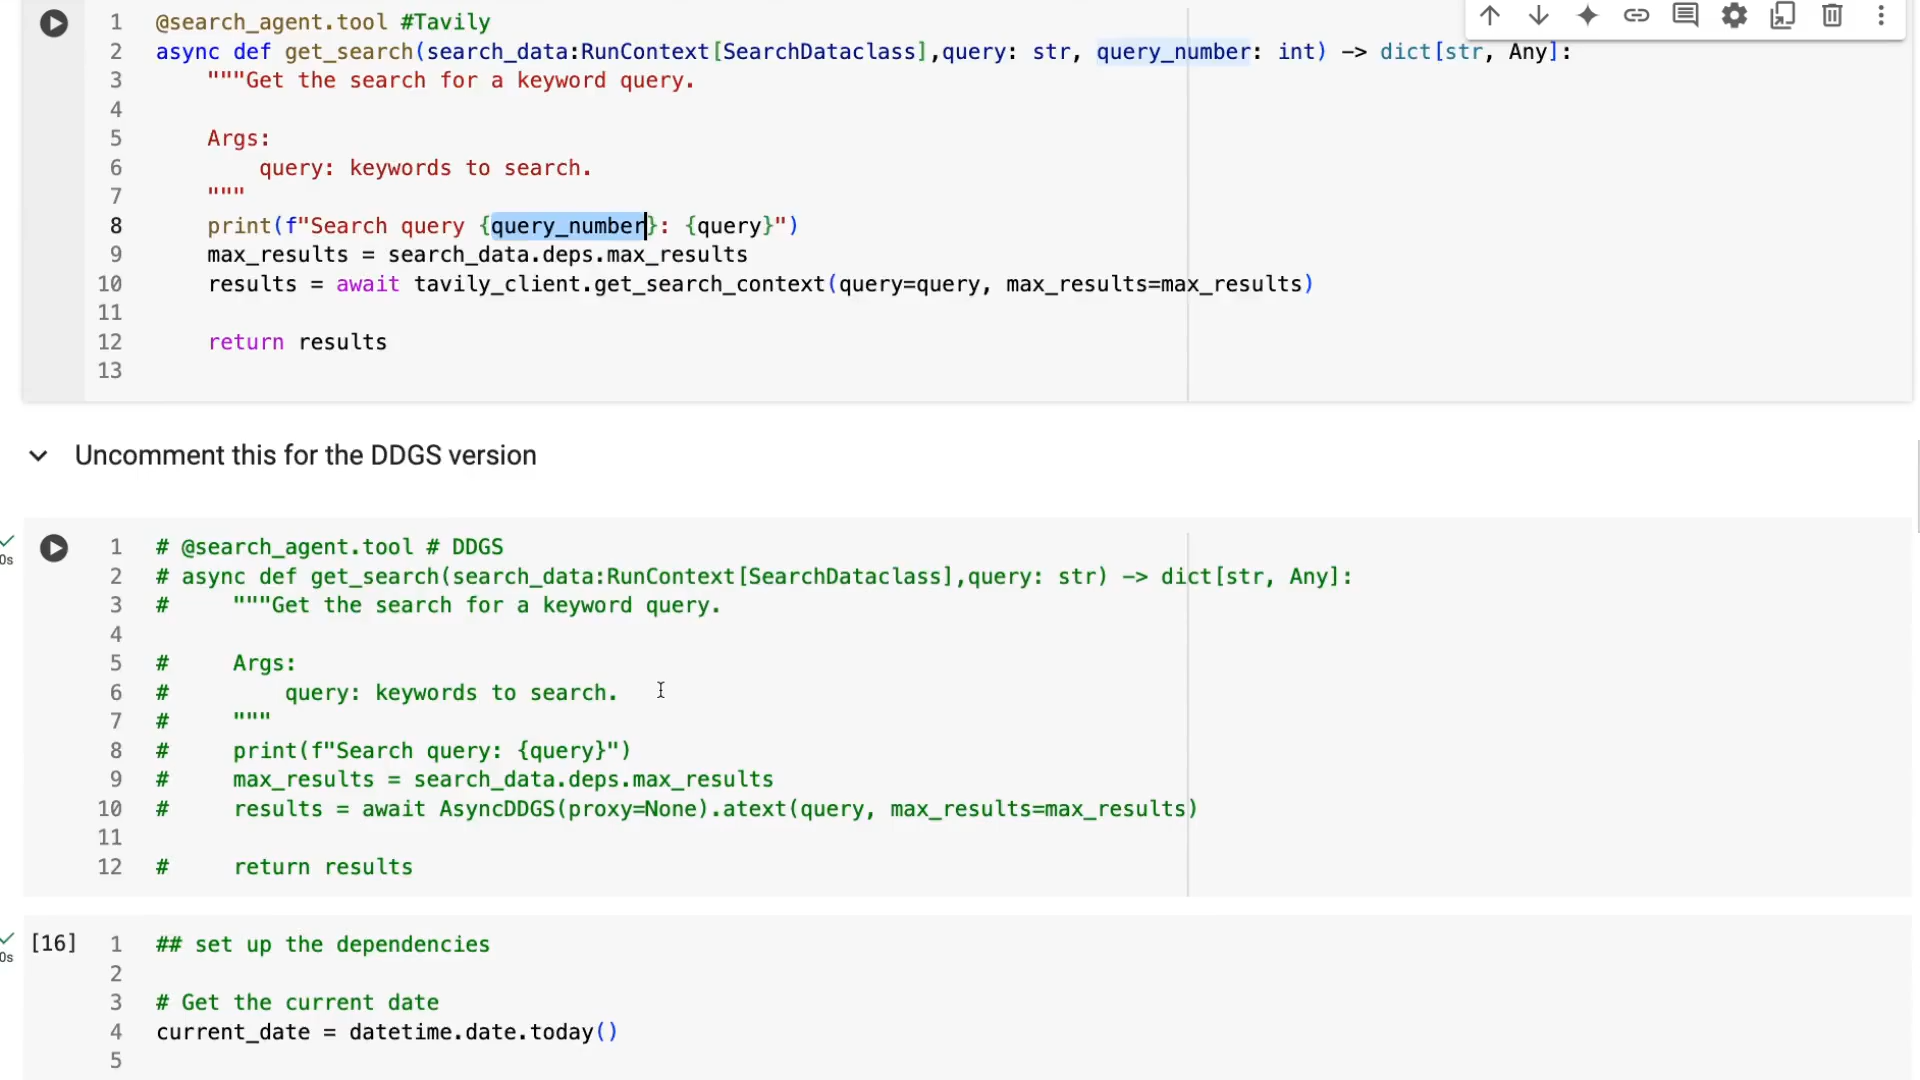 1 @search_agent.tool #Tavily
2 async def get_search(search_data:RunContext[SearchDataclass],query: str, query_number: int) -> dict[str, Any]:
3     """Get the search for a keyword query.
4
5     Args:
6         query: keywords to search.
7     """
8     print(f"Search query {query_number}: {query}")
9     max_results = search_data.deps.max_results
10     results = await tavily_client.get_search_context(query=query, max_results=max_results)
11
12     return results
13
Uncomment this for the DDGS version
0s
1 # @search_agent.tool # DDGS
2 # async def get_search(search_data:RunContext[SearchDataclass],query: str) -> dict[str, Any]:
3 #     """Get the search for a keyword query.
4
5 #     Args:
6 #         query: keywords to search.
7 #     """
8 #     print(f"Search query: {query}")
9 #     max_results = search_data.deps.max_results
10 #     results = await AsyncDDGS(proxy=None).atext(query, max_results=max_results)
11
12 #     return results
0s
[16] 1 ## set up the dependencies
2
3 # Get the current date
4 current_date = datetime.date.today()
5